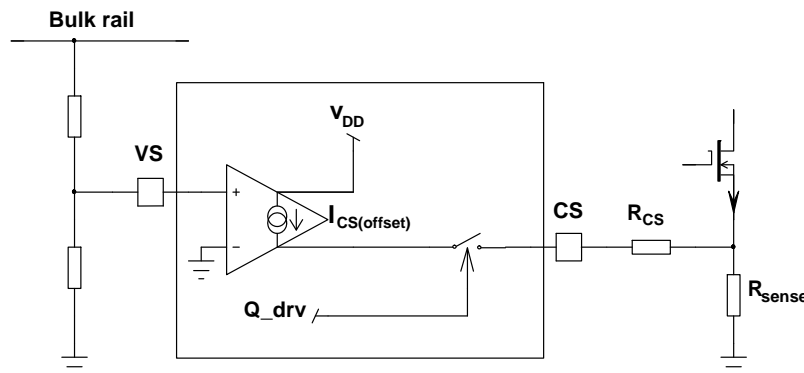 Bulk rail
vDD
VS
+
ICS(offset)
CS
RCS
−
Rsense
Q_drv